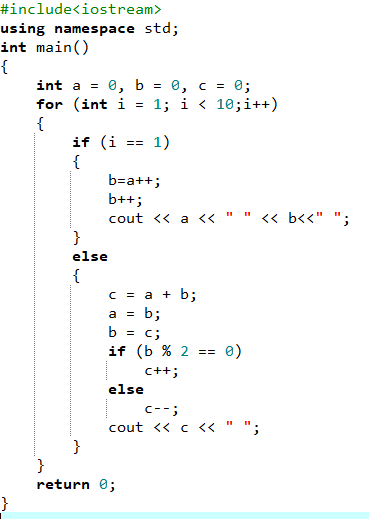 #include<iostream>
using namespace std;
int main()
{
    int a = 0, b = 0, c = 0;
    for (int i = 1; i < 10;i++)
    {
        if (i == 1)
        {
            b=a++;
            b++;
            cout << a << " " << b<<" ";
        }
        else
        {
            c = a + b;
            a = b;
            b = c;
            if (b % 2 == 0)
                c++;
            else
                c--;
            cout << c << " ";
        }
    }
    return 0;
}